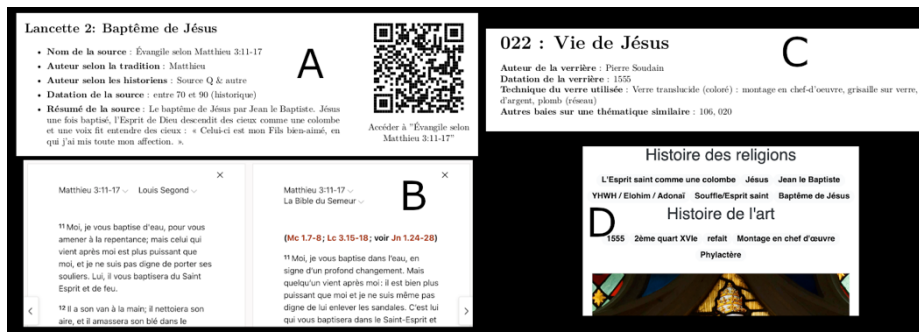 Lancette 2: Baptême de Jésus
• Nom de la source : Évangile selon Matthieu 3:11-17
• Auteur selon la tradition : Matthieu
• Auteur selon les historiens : Source Q & autre
• Datation de la source : entre 70 et 90 (historique)
• Résumé de la source : Le baptême de Jésus par Jean le Baptiste. Jésus
une fois baptisé, l'Esprit de Dieu descendit des cieux comme une colombe
et une voix fit entendre des cieux : « Celui-ci est mon Fils bien-aimé, en
qui j'ai mis toute mon affection. ».
A
Accéder à "Évangile selon
Matthieu 3:11-17"
Matthieu 3:11-17 Louis Segond
11 Moi, je vous baptise d'eau, pour vous
amener à la repentance; mais celui qui
vient après moi est plus puissant que
moi, et je ne suis pas digne de porter ses
souliers. Lui, il vous baptisera du Saint
Esprit et de feu.
12 Il a son van à la main; il nettoiera son
aire, et il amassera son blé dans le
Matthieu 3:11-17
La Bible du Semeur
B
(Mc 1.7-8; Lc 3.15-18; voir Jn 1.24-28)
11 Moi, je vous baptise dans l'eau, en
signe d'un profond changement. Mais
quelqu'un vient après moi : il est bien plus
puissant que moi et je ne suis même pas
digne de lui enlever les sandales. C'est lui
qui vous baptisera dans le Saint-Esprit et
022 : Vie de Jésus
C
Auteur de la verrière : Pierre Soudain
Datation de la verrière : 1555
Technique du verre utilisée : Verre translucide (coloré) : montage en chef-d'oeuvre, grisaille sur verre,
d'argent, plomb (réseau)
Autres baies sur une thématique similaire : 106, 020
Histoire des religions
L'Esprit saint comme une colombe Jésus Jean le Baptiste
YHWH / Elohim / Adonaï Souffle/Esprit saint Baptême de Jésus
D
Histoire de l'art
1555 2ème quart XVIe refait Montage en chef d'œuvre
Phylactère